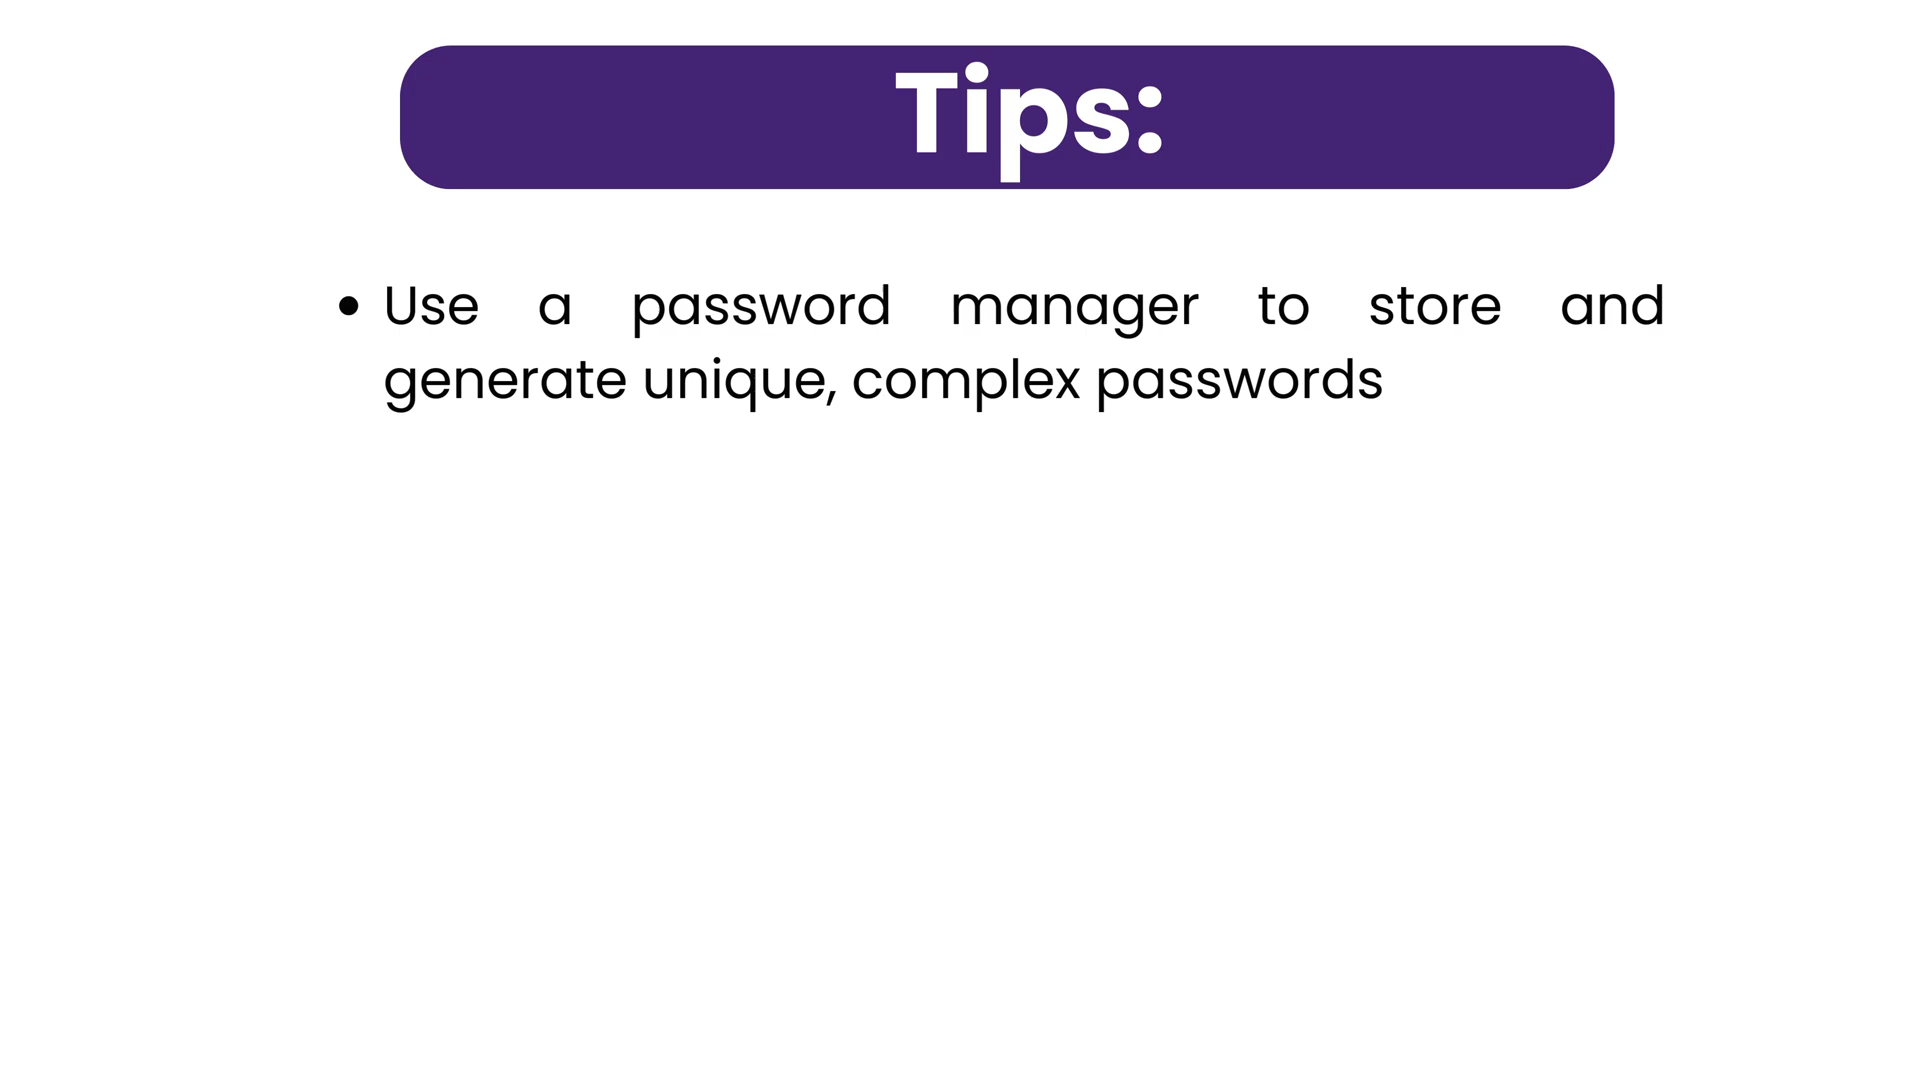 Tips:
• Use a password manager to store and
generate unique, complex passwords